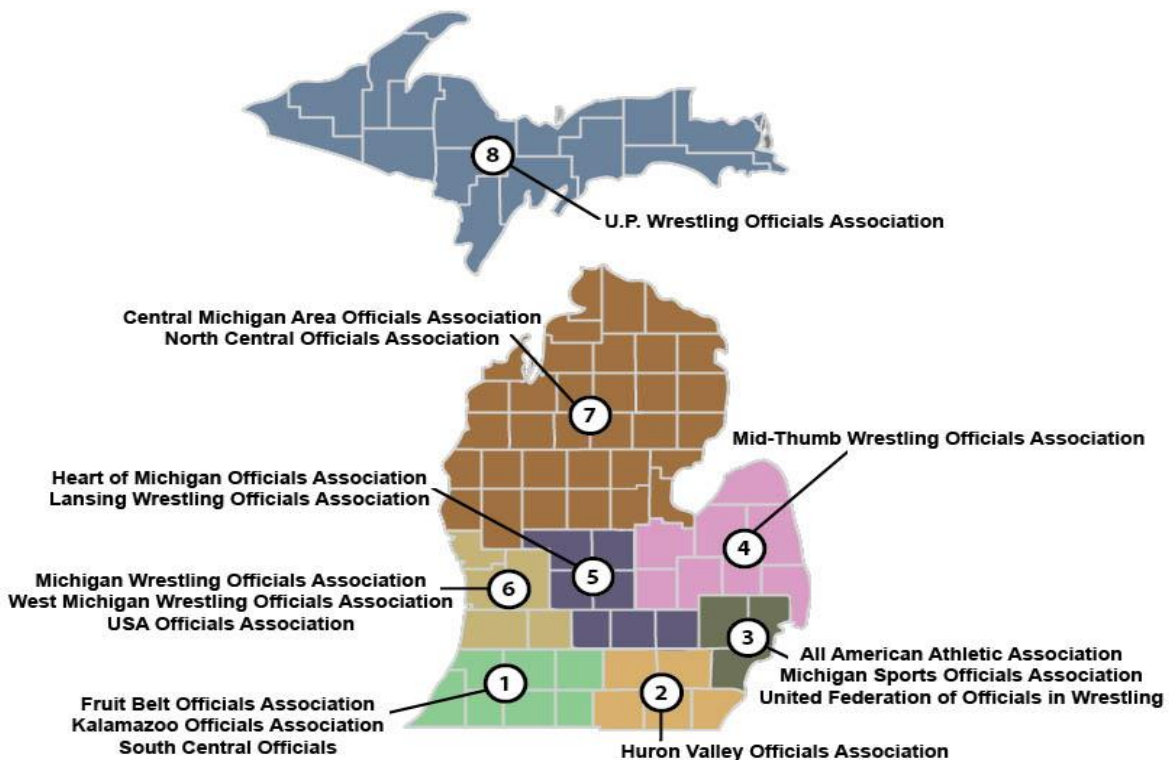 8
U.P. Wrestling Officials Association
Central Michigan Area Officials Association
North Central Officials Association
7
Mid-Thumb Wrestling Officials Association
Heart of Michigan Officials Association
Lansing Wrestling Officials Association
4
5
Michigan Wrestling Officials Association
West Michigan Wrestling Officials Association
USA Officials Association
6
3
All American Athletic Association
Michigan Sports Officials Association
United Federation of Officials in Wrestling
1
2
Fruit Belt Officials Association
Kalamazoo Officials Association
South Central Officials
Huron Valley Officials Association